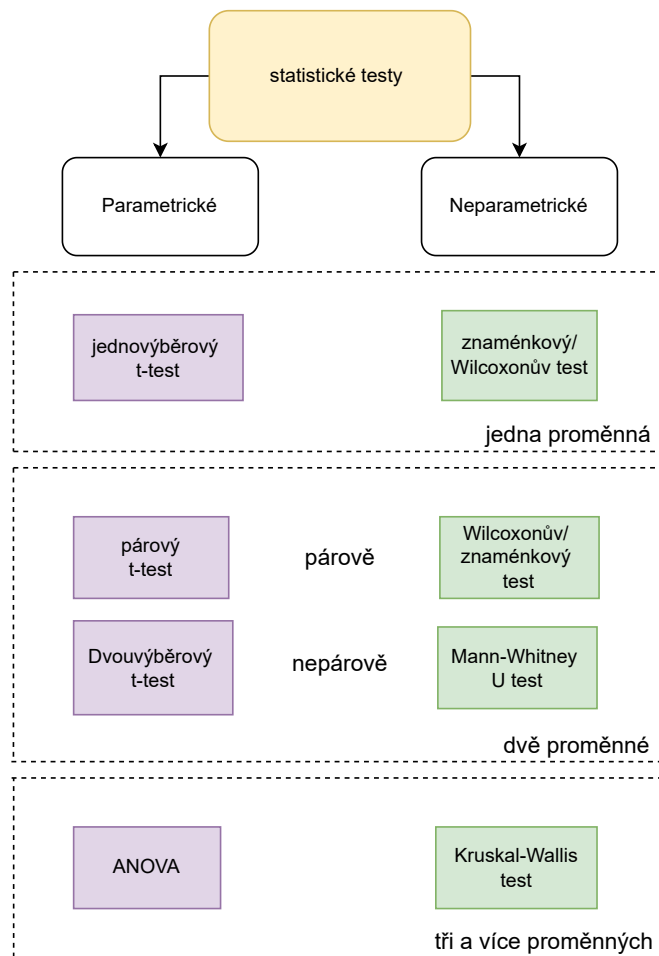 statistické testy
Parametrické
Neparametrické
jednovýběrový
t-test
znaménkový/
Wilcoxonův test
jedna proměnná
párový
t-test
párově
Wilcoxonův/
znaménkový
test
Dvouvýběrový
t-test
nepárově
Mann-Whitney
U test
dvě proměnné
ANOVA
Kruskal-Wallis
test
tři a více proměnných